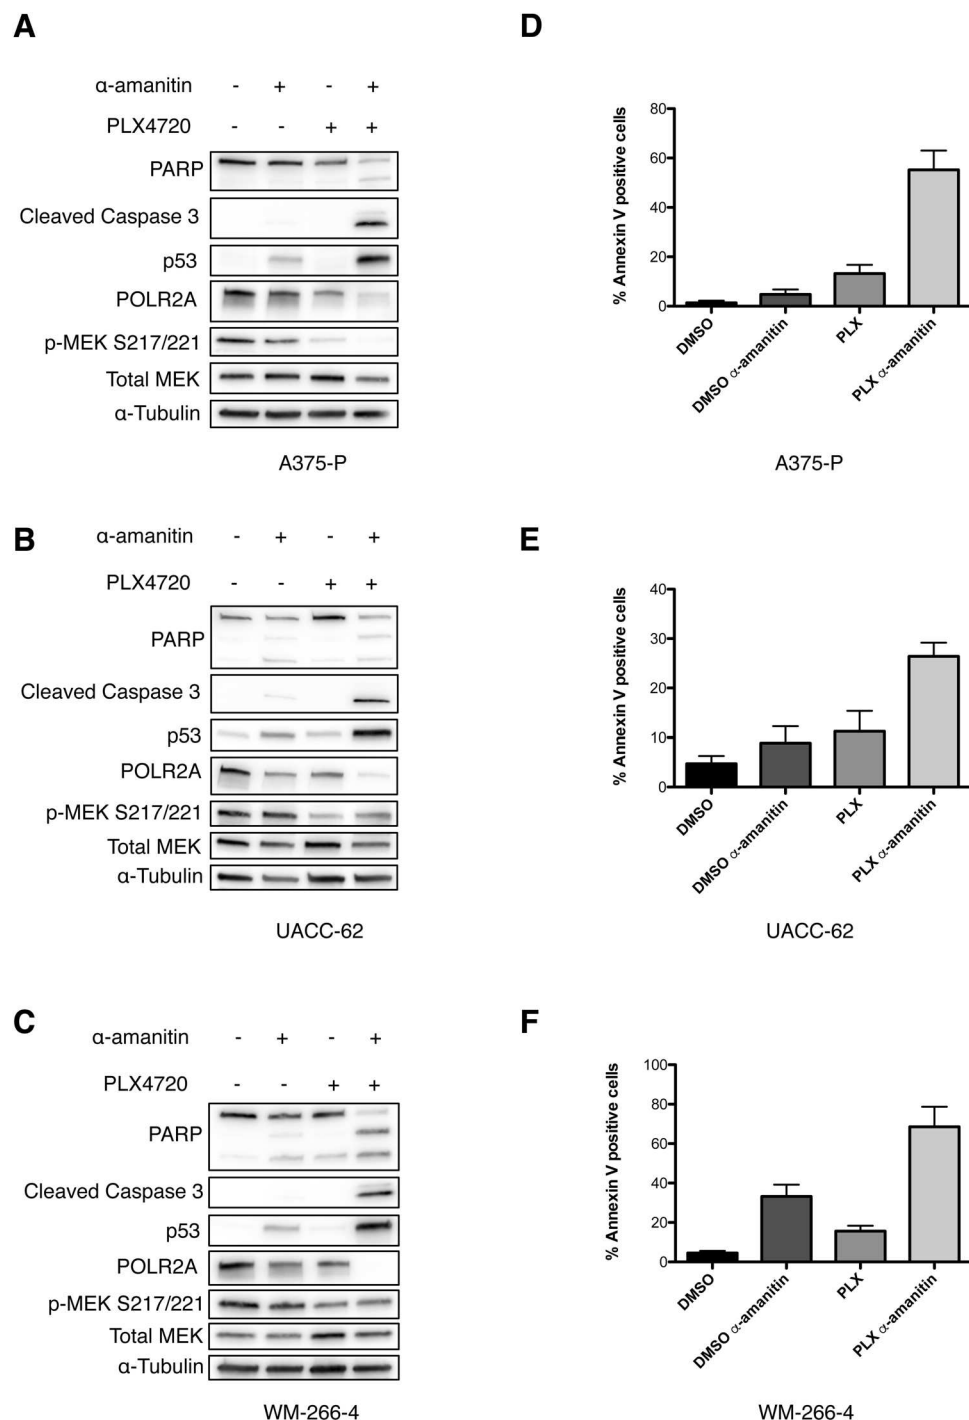 A
α-amanitin - + - +
PLX4720 - - + +
PARP
Cleaved Caspase 3
p53
POLR2A
p-MEK S217/221
Total MEK
α-Tubulin
A375-P
D
% Annexin V positive cells
80
60
40
20
0
DMSO
DMSO α-amanitin
PLX
PLX α-amanitin
A375-P
B
α-amanitin - + - +
PLX4720 - - + +
PARP
Cleaved Caspase 3
p53
POLR2A
p-MEK S217/221
Total MEK
α-Tubulin
UACC-62
E
% Annexin V positive cells
40
30
20
10
0
DMSO
DMSO α-amanitin
PLX
PLX α-amanitin
UACC-62
C
α-amanitin - + - +
PLX4720 - - + +
PARP
Cleaved Caspase 3
p53
POLR2A
p-MEK S217/221
Total MEK
α-Tubulin
WM-266-4
F
% Annexin V positive cells
100
80
60
40
20
0
DMSO
DMSO α-amanitin
PLX
PLX α-amanitin
WM-266-4